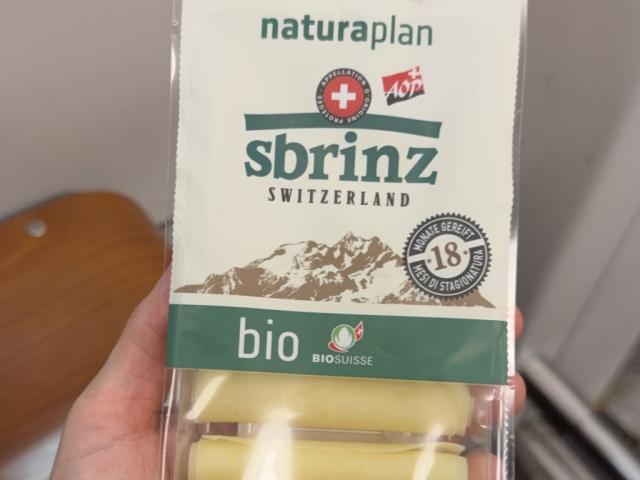 naturaplan
APPELLATION D'ORIGINE PROTÉGÉE
AOP
sbrinz
SWITZERLAND
MONATE GEREIFT
18
MESI DI STAGIONATURA
bio
BIOSUISSE